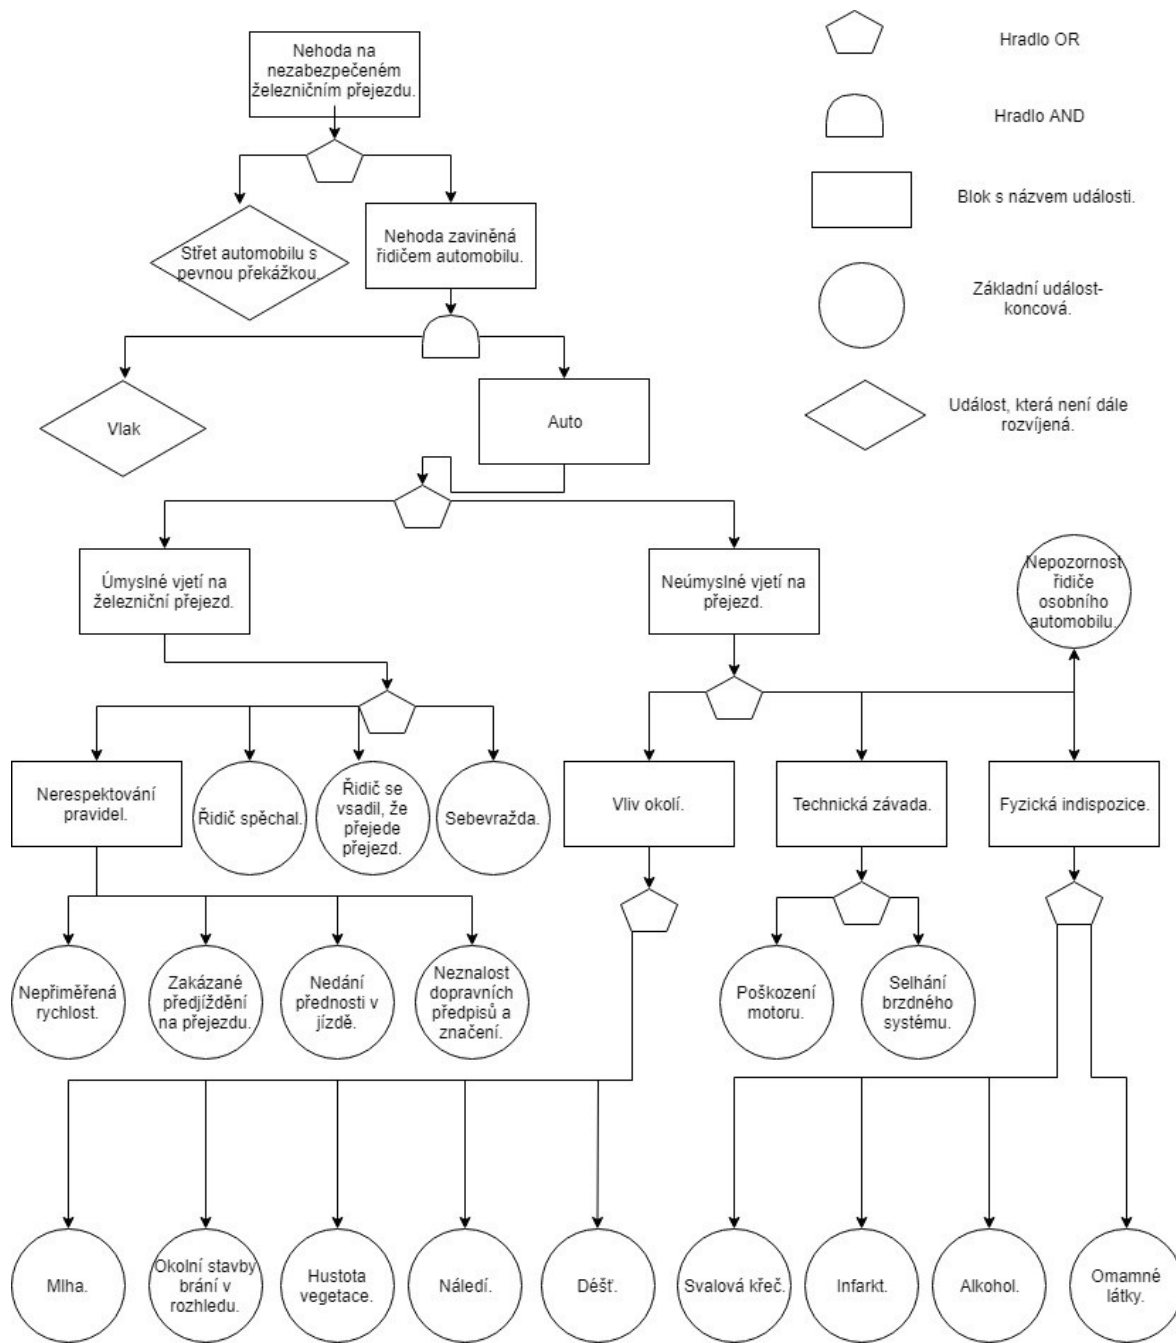 Nehoda na
nezabezpečeném
železničním přejezdu.
Hradlo OR
Hradlo AND
Blok s názvem události.
Základní událost-
koncová.
Událost, která není dále
rozvíjená.
Střet automobilu s
pevnou překážkou.
Nehoda zaviněná
řidičem automobilu.
Vlak
Auto
Úmyslné vjetí na
železniční přejezd.
Neúmyslné vjetí na
přejezd.
Nepozornost
řidiče
osobního
automobilu.
Nerespektování
pravidel.
Řidič spěchal.
Řidič se
vsadil, že
přejede
přejezd.
Sebevražda.
Vliv okolí.
Technická závada.
Fyzická indispozice.
Nepřiměřená
rychlost.
Zakázané
předjíždění
na přejezdu.
Nedání
přednosti v
jízdě.
Neznalost
dopravních
předpisů a
značení.
Poškození
motoru.
Selhání
brzdného
systému.
Mlha.
Okolní stavby
brání v
rozhledu.
Hustota
vegetace.
Náledí.
Déšť.
Svalová křeč.
Infarkt.
Alkohol.
Omamné
látky.